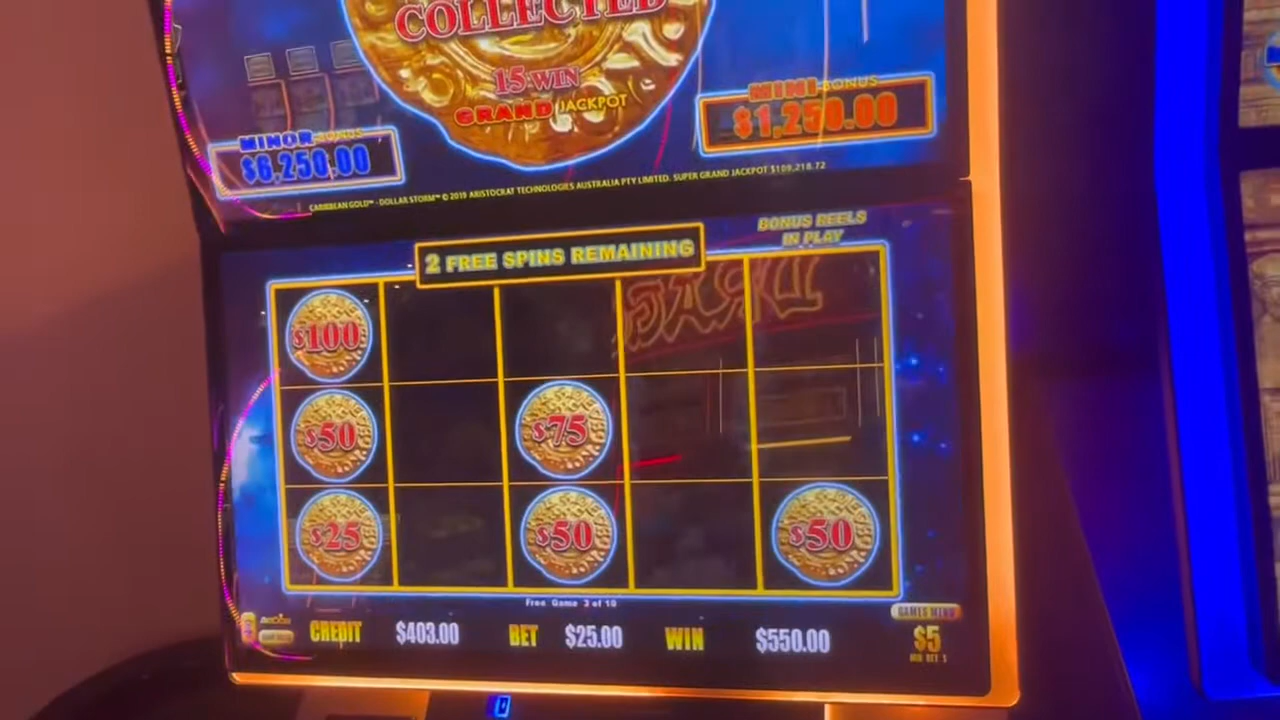 COLLECTED
15 WIN
GRAND JACKPOT
MINOR BONUS
$6,250.00
BONUS
$1,250.00
CARIBBEAN GOLD™ - DOLLAR STORM™ © 2019 ARISTOCRAT TECHNOLOGIES AUSTRALIA PTY LIMITED. SUPER GRAND JACKPOT $109,218.72
BONUS REELS
IN PLAY
2 FREE SPINS REMAINING
$100
$50
$75
$25
$50
$50
Free Game 3 of 10
CREDIT $403.00 BET $25.00 WIN $550.00
GAMES MENU
$5